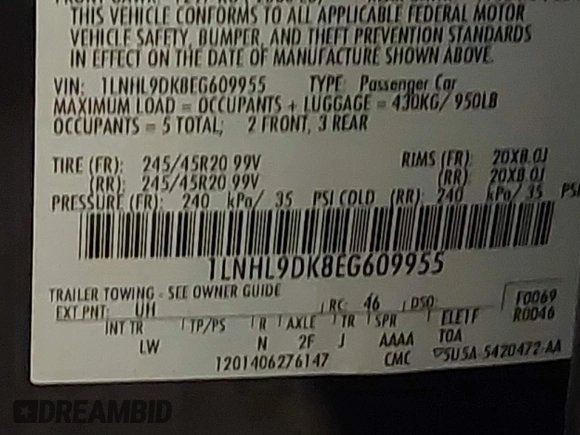 THIS VEHICLE CONFORMS TO ALL APPLICABLE FEDERAL MOTOR
VEHICLE SAFETY, BUMPER, AND THEFT PREVENTION STANDARDS
IN EFFECT ON THE DATE OF MANUFACTURE SHOWN ABOVE.
VIN: 1LNHL9DK8EG609955 TYPE: Passenger Car
MAXIMUM LOAD = OCCUPANTS + LUGGAGE = 430KG/950LB
OCCUPANTS = 5 TOTAL; 2 FRONT, 3 REAR
TIRE (FR): 245/45R20 99V RIMS (FR): 20X8.0J
(RR): 245/45R20 99V (RR): 20X8.0J
PRESSURE (FR): 240 kPa/ 35 PSI COLD (RR): 240 kPa/ 35 PSI
1LNHL9DK8EG609955
TRAILER TOWING - SEE OWNER GUIDE
EXT PNT: UH RC: 46 DSO: F0069
INT TR TP/PS R AXLE TR SPR ELETF R0046
LW N 2F J AAAA TOA
1201406276147 CMC 5U5A-5420472-AA
DREAMBID